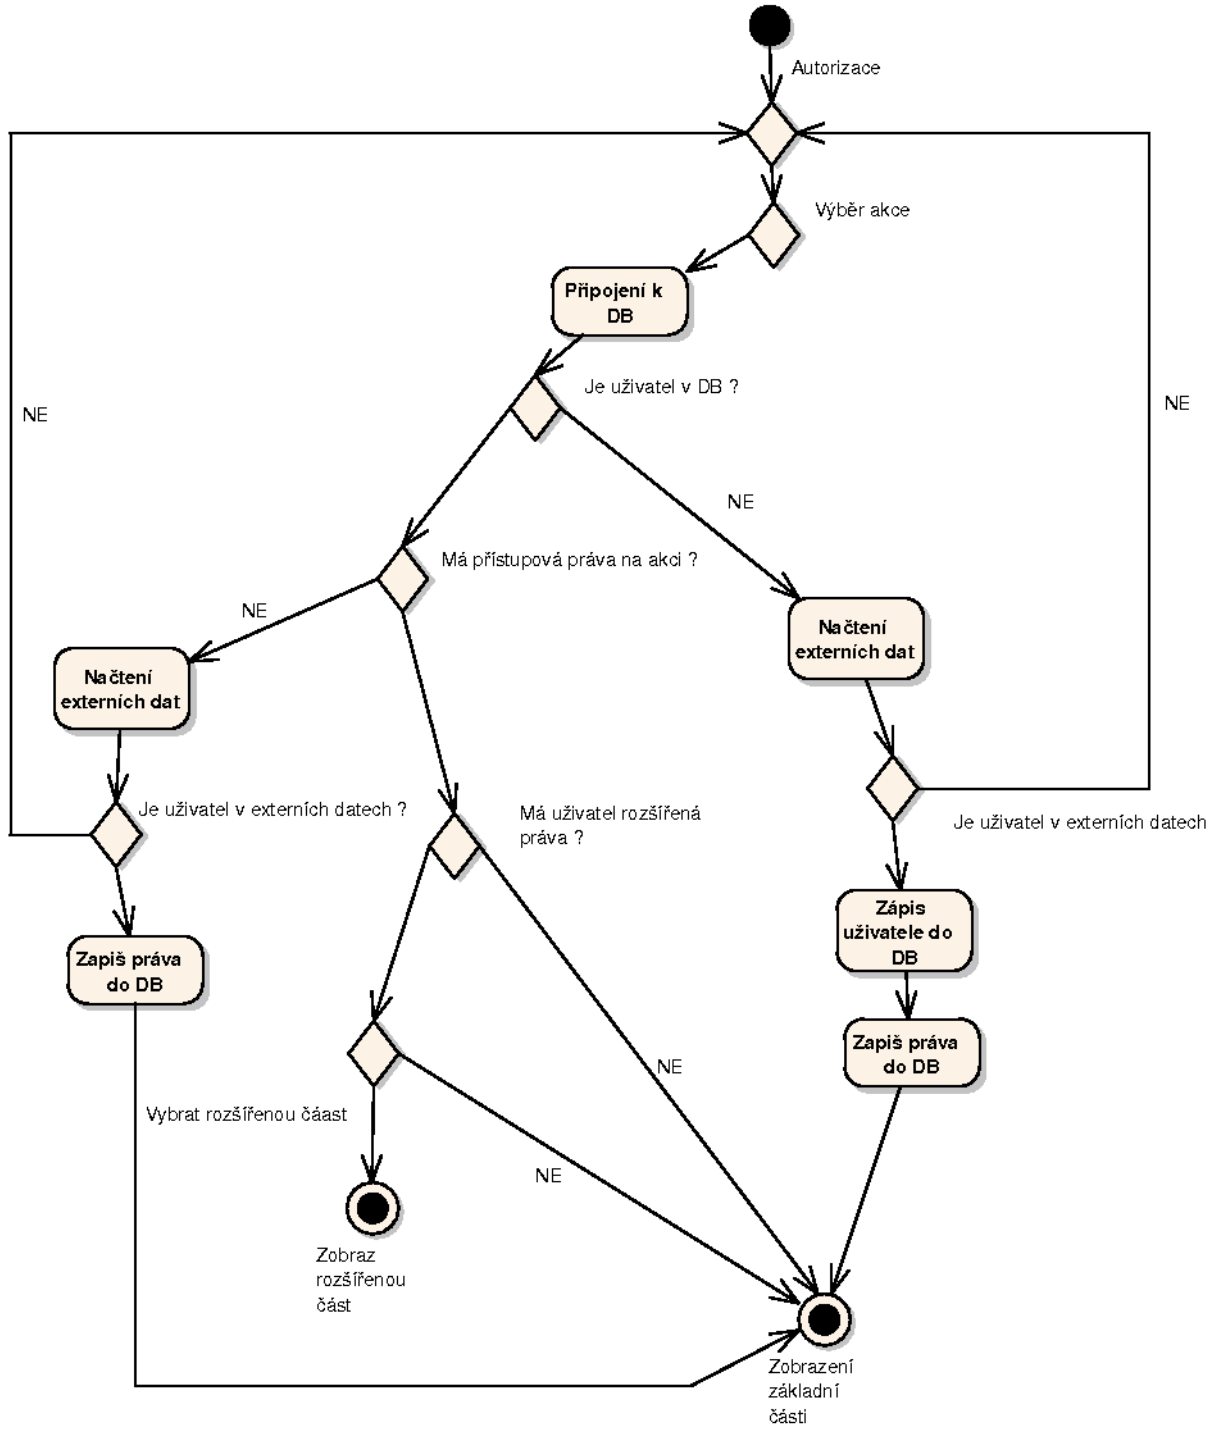 Autorizace
Výběr akce
Připojení k
DB
Je uživatel v DB ?
NE
NE
NE
Má přístupová práva na akci ?
NE
Načtení
externích dat
Načtení
externích dat
Je uživatel v externích datech ?
Má uživatel rozšířená
práva ?
Je uživatel v externích datech
Zápis
uživatele do
DB
Zapiš práva
do DB
Zapiš práva
do DB
NE
Vybrat rozšířenou čáast
NE
Zobraz
rozšířenou
část
Zobrazení
základní
části